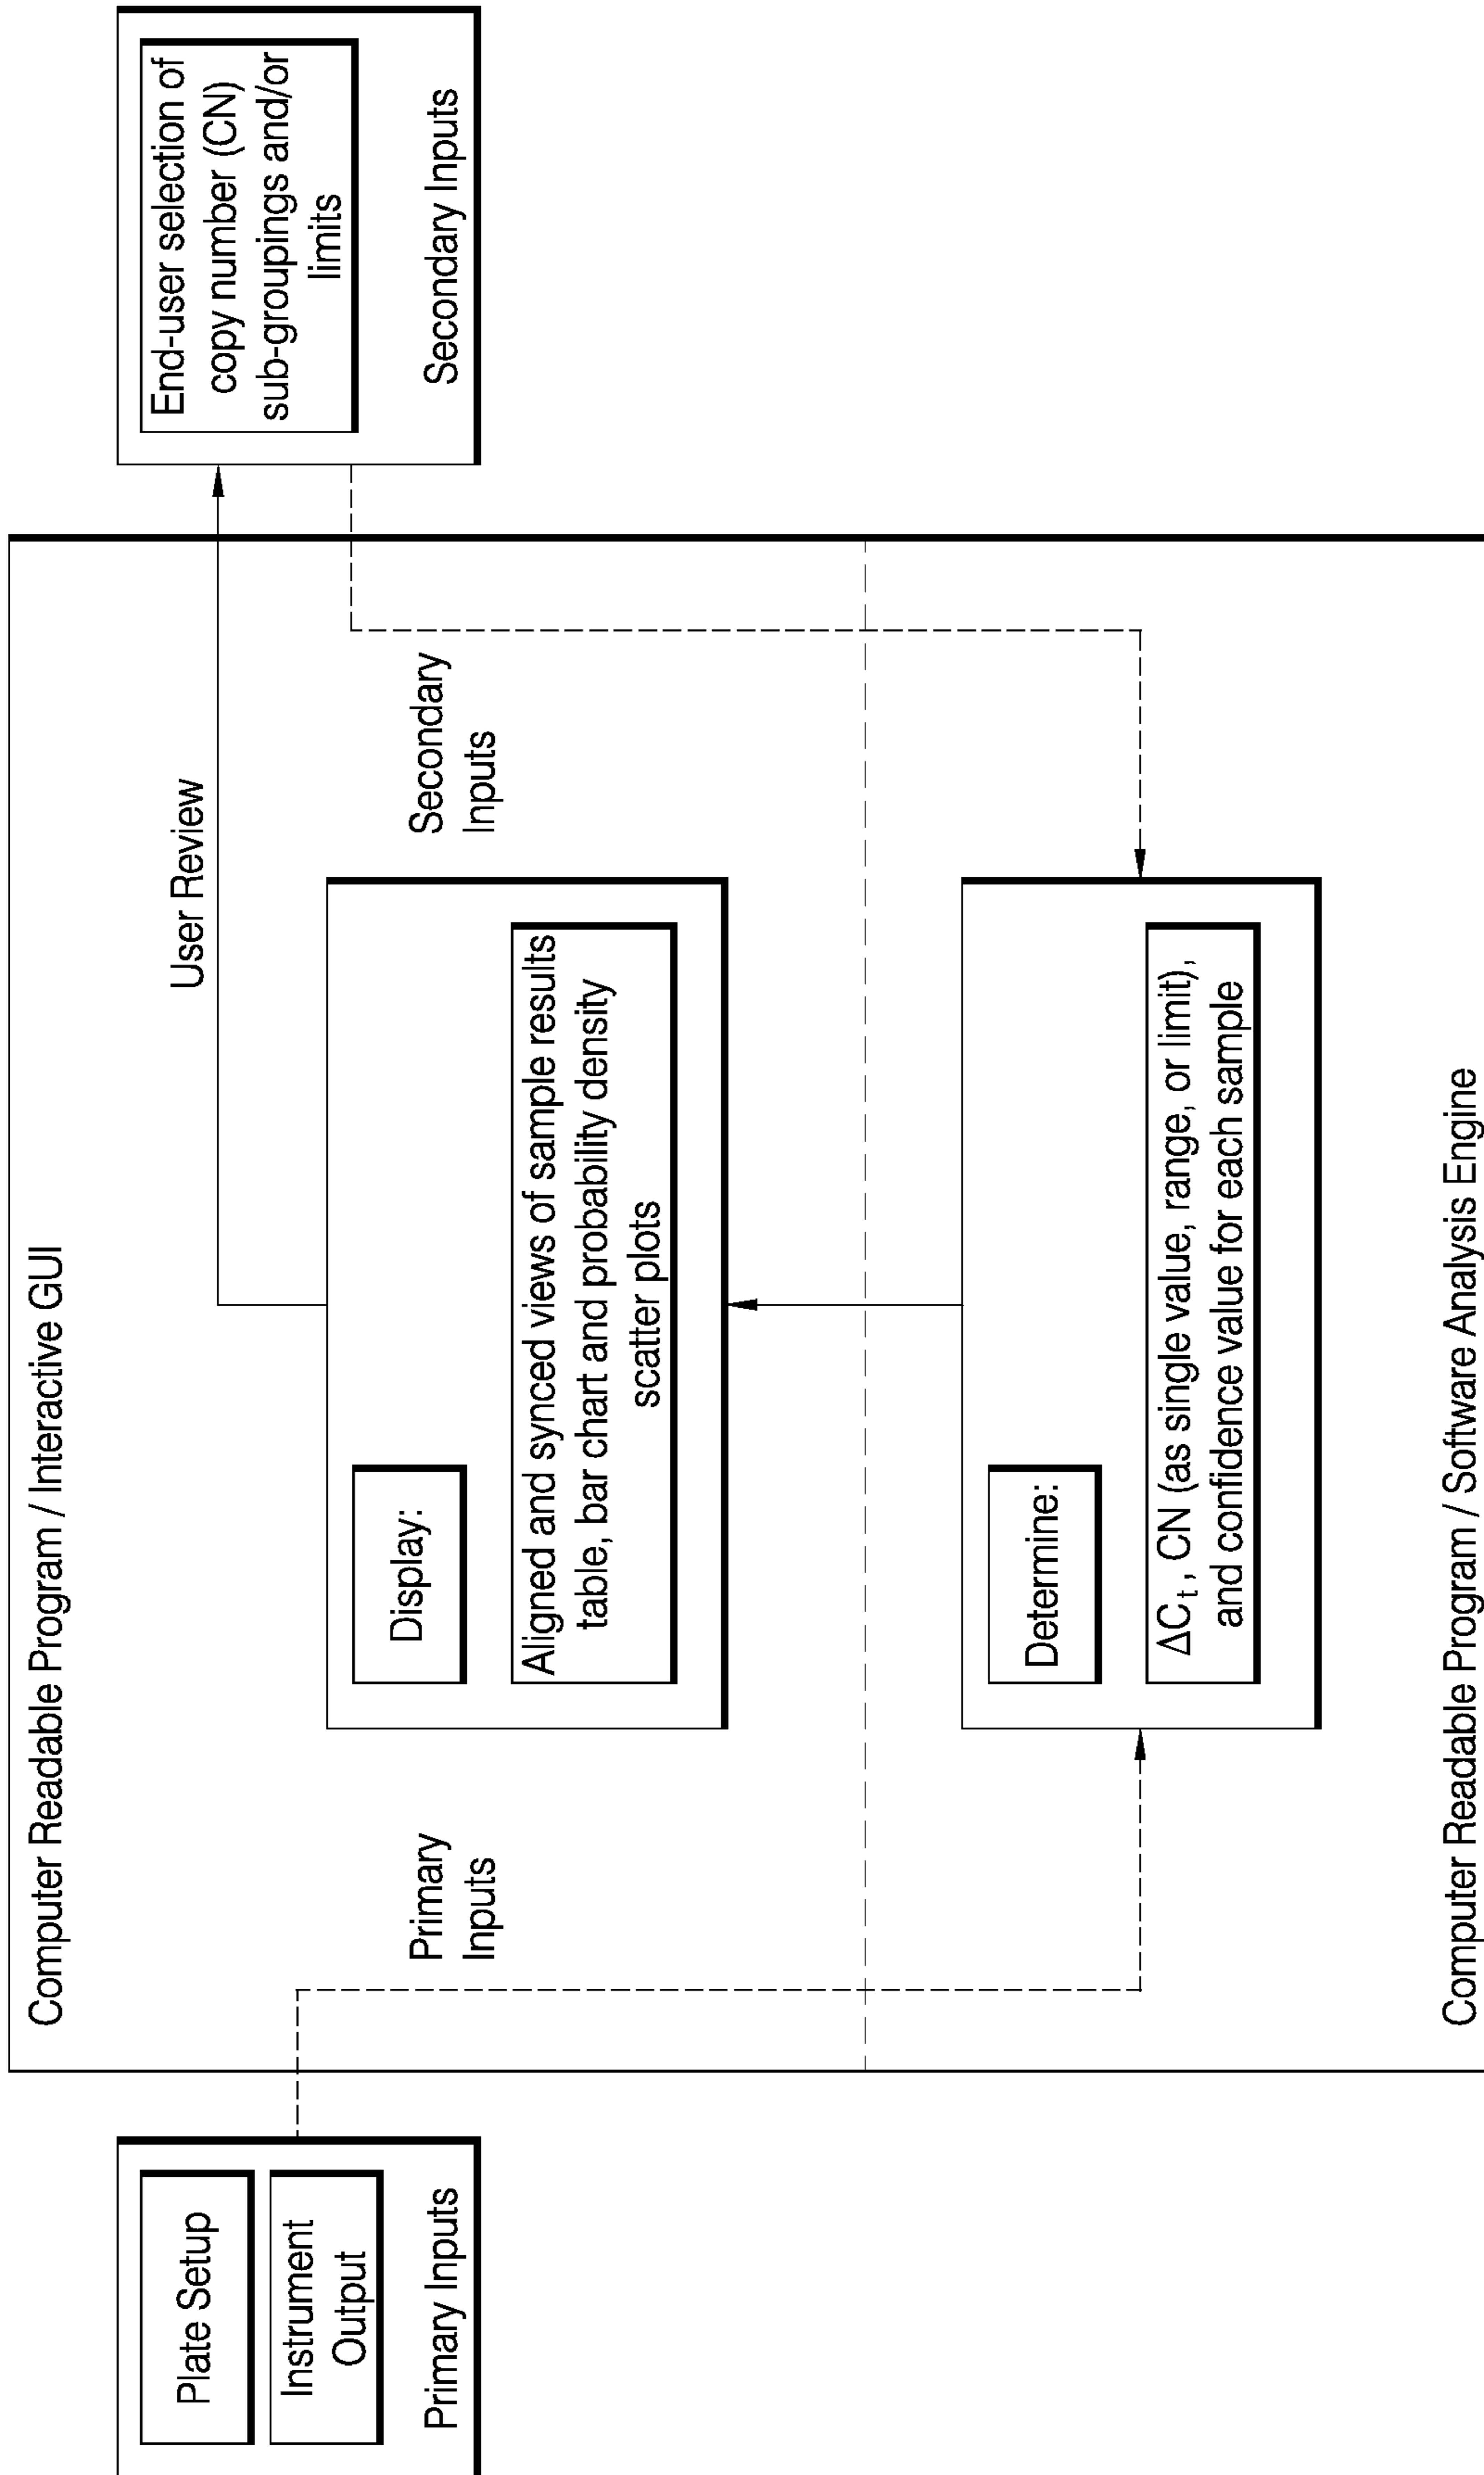 Computer Readable Program / Interactive GUI
Plate Setup
Instrument
Output
Primary Inputs
Primary
Inputs
Display:
Aligned and synced views of sample results
table, bar chart and probability density
scatter plots
User Review
Secondary
Inputs
End-user selection of
copy number (CN)
sub-groupings and/or
limits
Secondary Inputs
Determine:
ΔCt, CN (as single value, range, or limit),
and confidence value for each sample
Computer Readable Program / Software Analysis Engine